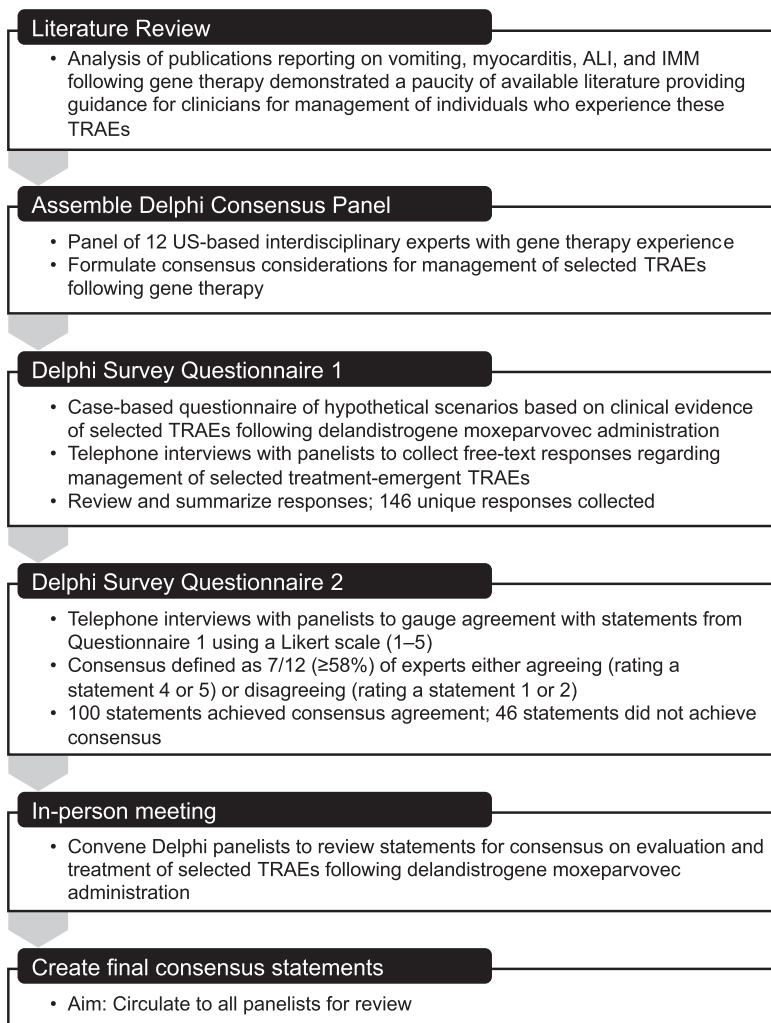 Literature Review
• Analysis of publications reporting on vomiting, myocarditis, ALI, and IMM
following gene therapy demonstrated a paucity of available literature providing
guidance for clinicians for management of individuals who experience these
TRAEs
Assemble Delphi Consensus Panel
• Panel of 12 US-based interdisciplinary experts with gene therapy experience
• Formulate consensus considerations for management of selected TRAEs
following gene therapy
Delphi Survey Questionnaire 1
• Case-based questionnaire of hypothetical scenarios based on clinical evidence
of selected TRAEs following delandistrogene moxeparvovec administration
• Telephone interviews with panelists to collect free-text responses regarding
management of selected treatment-emergent TRAEs
• Review and summarize responses; 146 unique responses collected
Delphi Survey Questionnaire 2
• Telephone interviews with panelists to gauge agreement with statements from
Questionnaire 1 using a Likert scale (1–5)
• Consensus defined as 7/12 (≥58%) of experts either agreeing (rating a
statement 4 or 5) or disagreeing (rating a statement 1 or 2)
• 100 statements achieved consensus agreement; 46 statements did not achieve
consensus
In-person meeting
• Convene Delphi panelists to review statements for consensus on evaluation and
treatment of selected TRAEs following delandistrogene moxeparvovec
administration
Create final consensus statements
• Aim: Circulate to all panelists for review